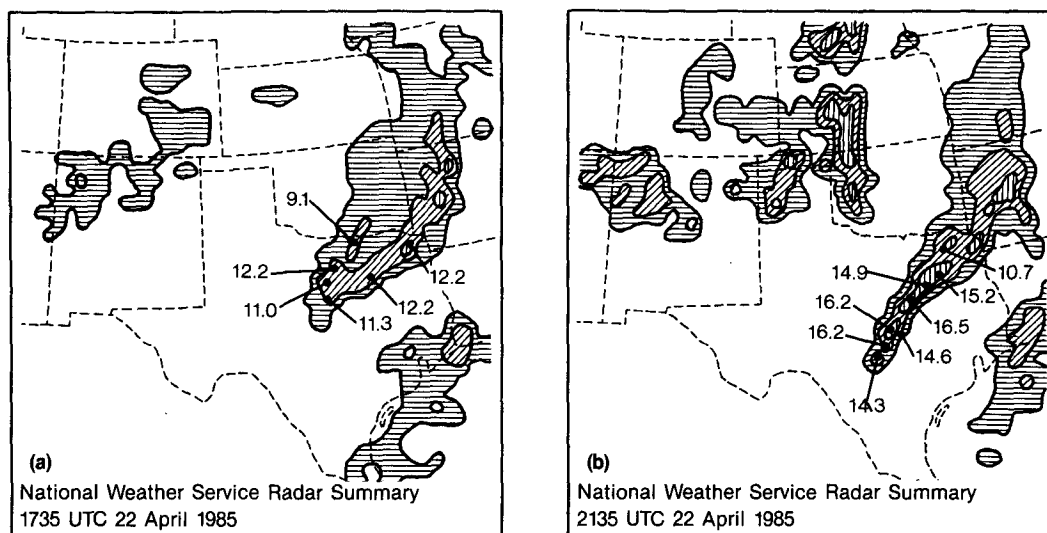 9.1
12.2
11.0
11.3
12.2
12.2
(a)
National Weather Service Radar Summary
1735 UTC 22 April 1985
14.9
16.2
16.2
14.3
10.7
15.2
16.5
14.6
(b)
National Weather Service Radar Summary
2135 UTC 22 April 1985